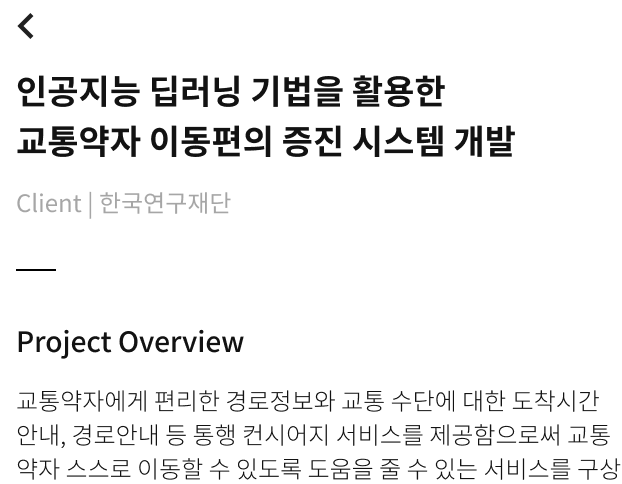 인공지능 딥러닝 기법을 활용한
교통약자 이동편의 증진 시스템 개발
Client | 한국연구재단
Project Overview
교통약자에게 편리한 경로정보와 교통 수단에 대한 도착시간
안내, 경로안내 등 통행 컨시어지 서비스를 제공함으로써 교통
약자 스스로 이동할 수 있도록 도움을 줄 수 있는 서비스를 구상